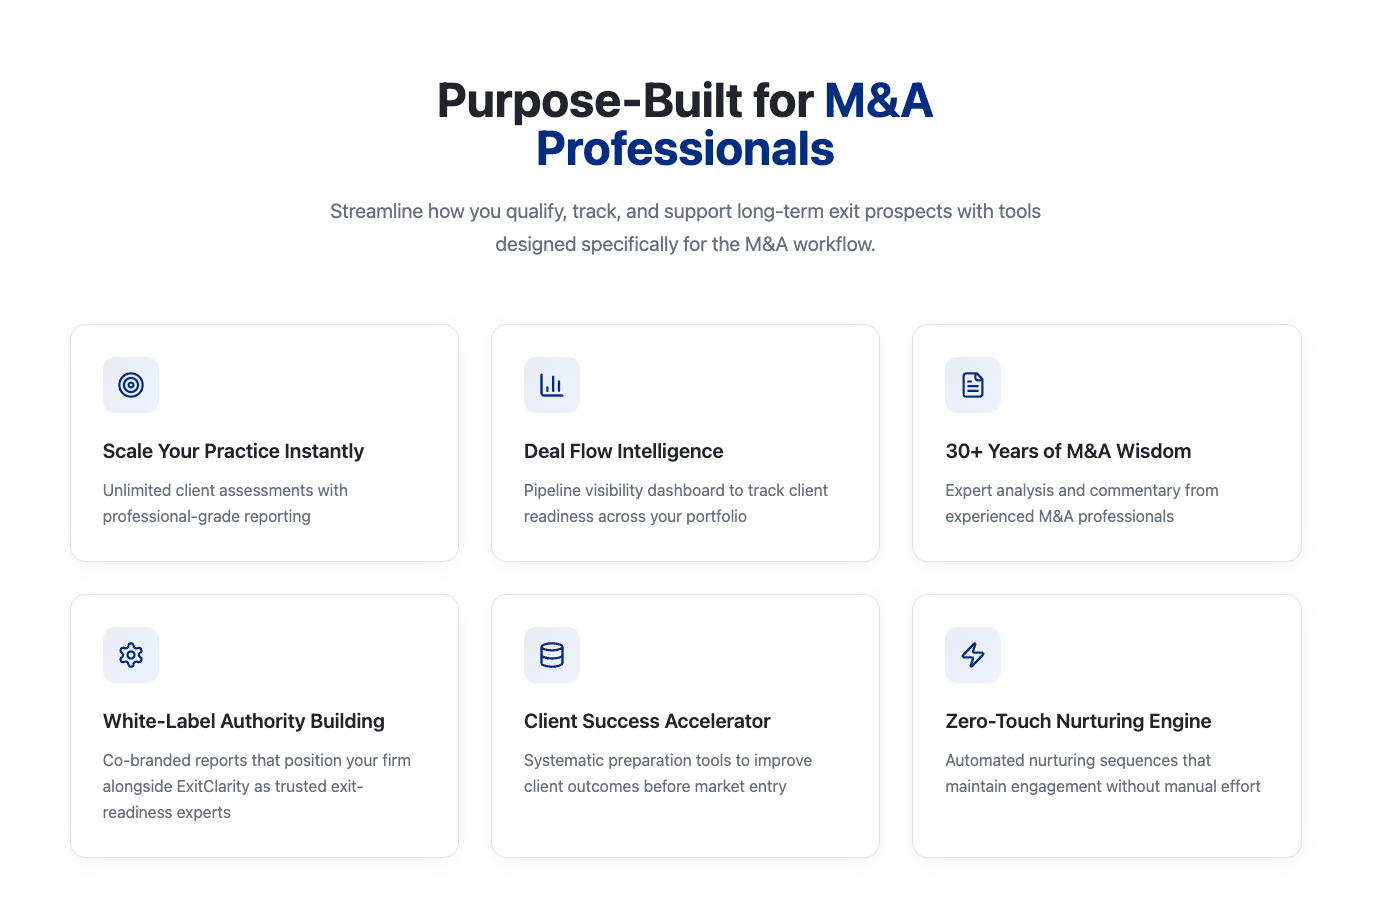 Purpose-Built for M&A
Professionals
Streamline how you qualify, track, and support long-term exit prospects with tools
designed specifically for the M&A workflow.
Scale Your Practice Instantly
Unlimited client assessments with
professional-grade reporting
Deal Flow Intelligence
Pipeline visibility dashboard to track client
readiness across your portfolio
30+ Years of M&A Wisdom
Expert analysis and commentary from
experienced M&A professionals
White-Label Authority Building
Co-branded reports that position your firm
alongside ExitClarity as trusted exit-
readiness experts
Client Success Accelerator
Systematic preparation tools to improve
client outcomes before market entry
Zero-Touch Nurturing Engine
Automated nurturing sequences that
maintain engagement without manual effort